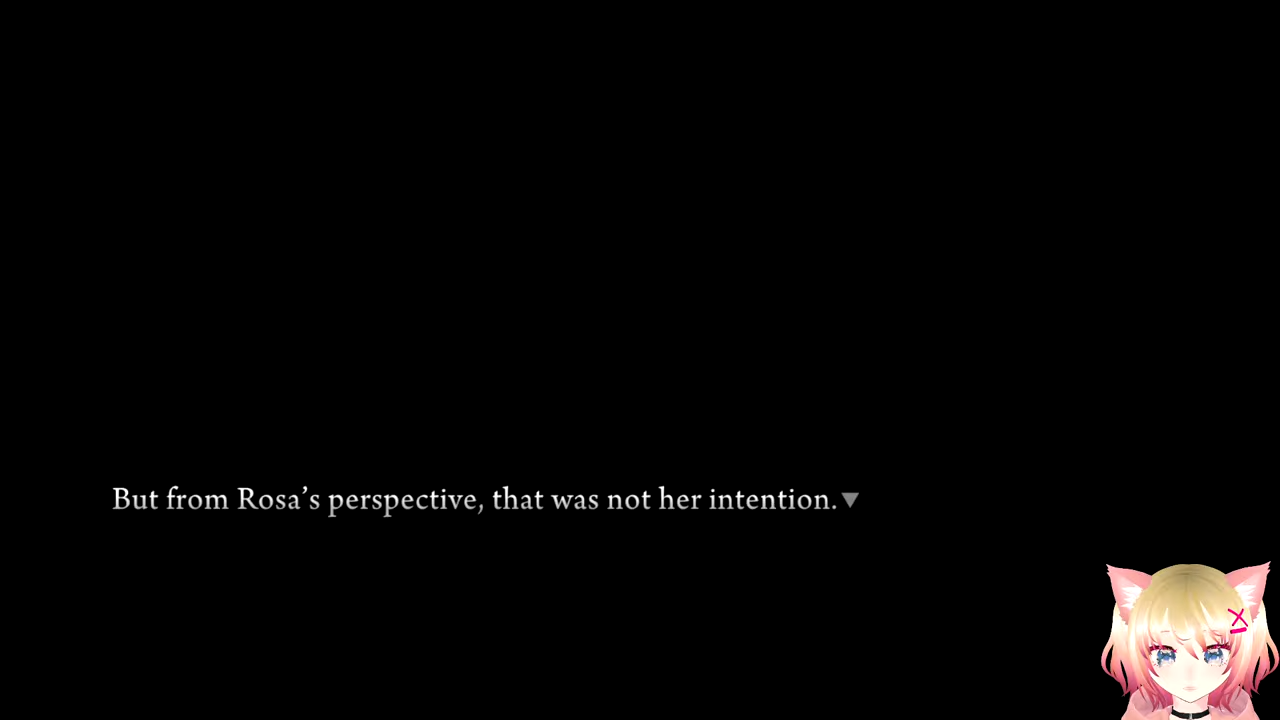 But from Rosa’s perspective, that was not her intention.